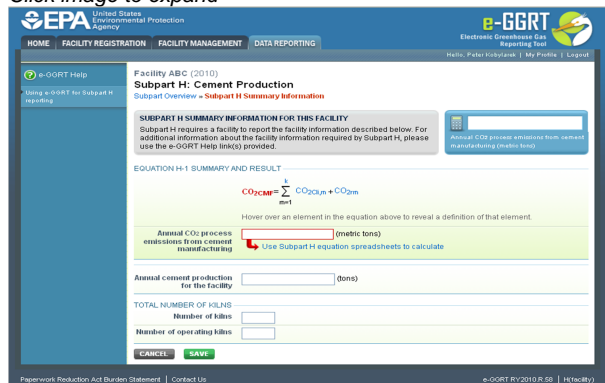 Click image to expand
EPA United States Environmental Protection Agency
e-GGRT
Electronic Greenhouse Gas
Reporting Tool
HOME FACILITY REGISTRATION FACILITY MANAGEMENT DATA REPORTING
Hello, Peter Kobylarek | My Profile | Logout
e-GGRT Help
Using e-GGRT for Subpart H
reporting
Facility ABC (2010)
Subpart H: Cement Production
Subpart Overview » Subpart H Summary Information
SUBPART H SUMMARY INFORMATION FOR THIS FACILITY
Subpart H requires a facility to report the facility information described below. For
additional information about the facility information required by Subpart H, please
use the e-GGRT Help link(s) provided.
Annual CO2 process emissions from cement
manufacturing (metric tons)
EQUATION H-1 SUMMARY AND RESULT
k
CO2CMF = Σ CO2Cli,m + CO2rm
m=1
Hover over an element in the equation above to reveal a definition of that element.
Annual CO2 process
emissions from cement
manufacturing
(metric tons)
Use Subpart H equation spreadsheets to calculate
Annual cement production
for the facility
(tons)
TOTAL NUMBER OF KILNS
Number of kilns
Number of operating kilns
CANCEL SAVE
Paperwork Reduction Act Burden Statement | Contact Us
e-GGRT RY2010.R.58 | H(facility)